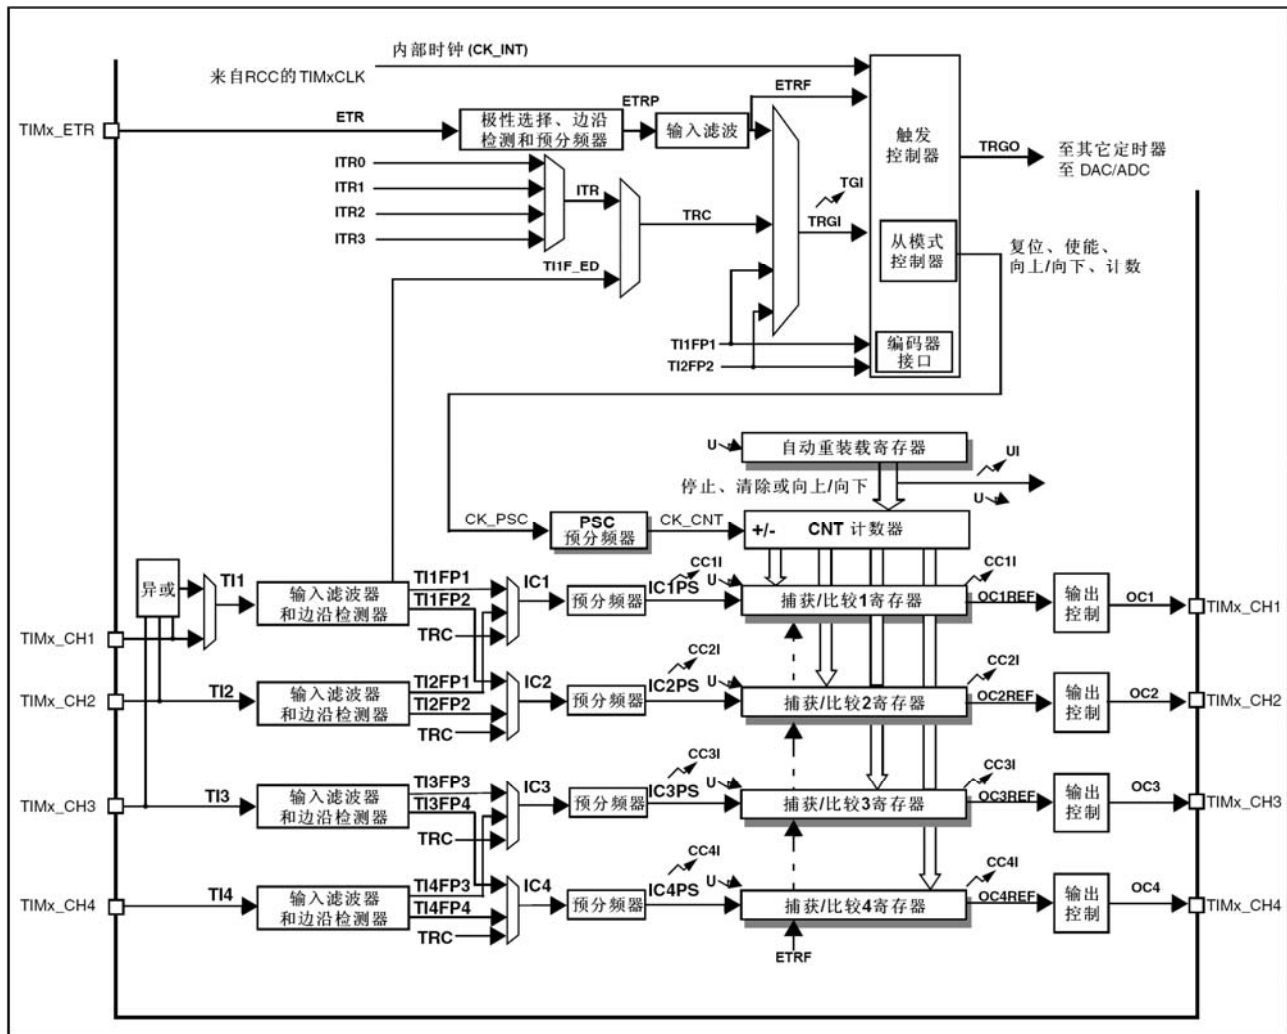 内部时钟 (CK_INT)
来自RCC的TIMxCLK
ETRF
ETRP
ETR
TIMx_ETR
极性选择、边沿
检测和预分频器
输入滤波
触发
控制器
TRGO
至其它定时器
至 DAC/ADC
ITR0
ITR1
ITR2
ITR3
ITR
TRC
TGI
TRGI
TI1F_ED
从模式
控制器
复位、使能、
向上/向下、计数
TI1FP1
TI2FP2
编码器
接口
U
自动重装载寄存器
UI
停止、清除或向上/向下
U
CK_PSC
PSC
预分频器
CK_CNT
+/-
CNT 计数器
异或
TI1
输入滤波器
和边沿检测器
TI1FP1
TI1FP2
TRC
IC1
预分频器
CC1I
IC1PS
U
捕获/比较1寄存器
CC1I
OC1REF
输出
控制
OC1
TIMx_CH1
TIMx_CH1
TIMx_CH2
TI2
输入滤波器
和边沿检测器
TI2FP1
TI2FP2
TRC
IC2
预分频器
CC2I
IC2PS
U
捕获/比较2寄存器
CC2I
OC2REF
输出
控制
OC2
TIMx_CH2
TIMx_CH3
TI3
输入滤波器
和边沿检测器
TI3FP3
TI3FP4
TRC
IC3
预分频器
CC3I
IC3PS
U
捕获/比较3寄存器
CC3I
OC3REF
输出
控制
OC3
TIMx_CH3
TIMx_CH4
TI4
输入滤波器
和边沿检测器
TI4FP3
TI4FP4
TRC
IC4
预分频器
CC4I
IC4PS
U
捕获/比较4寄存器
CC4I
OC4REF
输出
控制
OC4
TIMx_CH4
ETRF